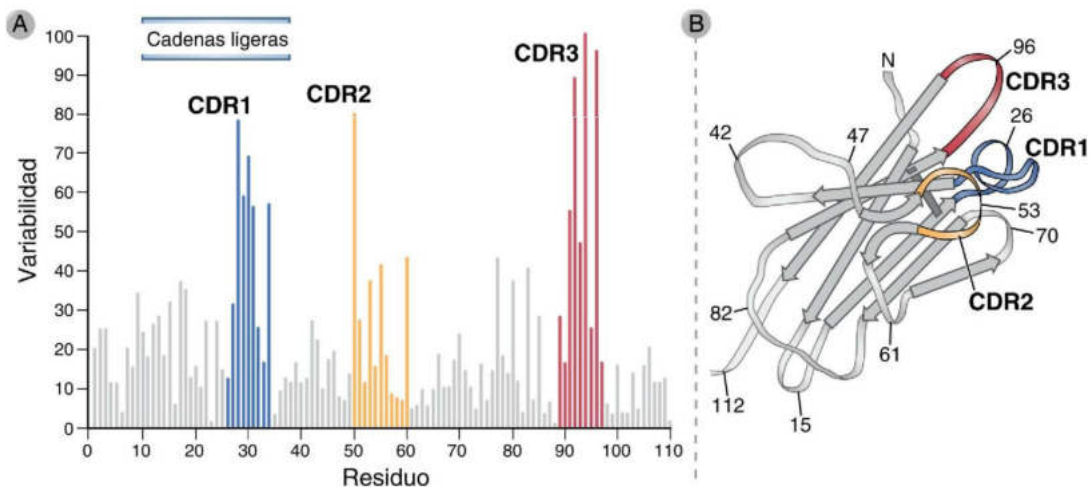 A
Cadenas ligeras
CDR1
CDR2
CDR3
Variabilidad
100
90
80
70
60
50
40
30
20
10
0
0 10 20 30 40 50 60 70 80 90 100 110
Residuo
B
N
96
CDR3
26
CDR1
42
47
53
70
CDR2
82
61
112
15